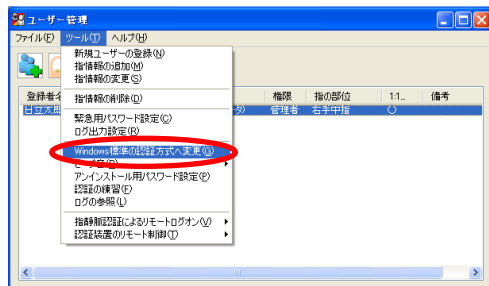 ユーザー管理
ファイル(F) ツール(T) ヘルプ(H)
新規ユーザーの登録(N)
指情報の追加(M)
指情報の変更(S)
指情報の削除(D)
緊急用パスワード設定(C)
ログ出力設定(R)
Windows標準の認証方式へ変更(G)
アンインストール用パスワード設定(P)
認証の練習(F)
ログの参照(L)
指静脈認証によるリモートログオン(V)
認証装置のリモート制御(T)
登録者名 権限 指の部位 1:1... 備考
日立太郎 管理者 右手中指 ○